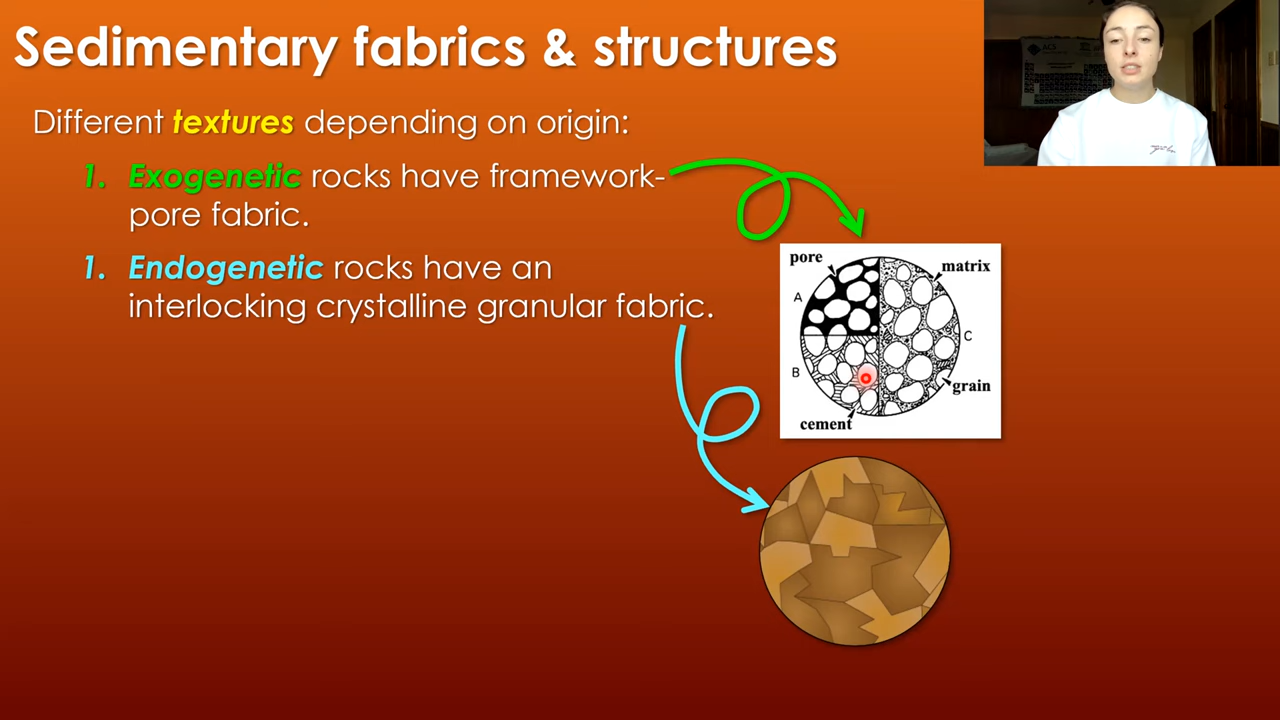 Sedimentary fabrics & structures
Different textures depending on origin:
1. Exogenetic rocks have framework-
pore fabric.
1. Endogenetic rocks have an
interlocking crystalline granular fabric.
pore
matrix
A
C
B
grain
cement
ACS